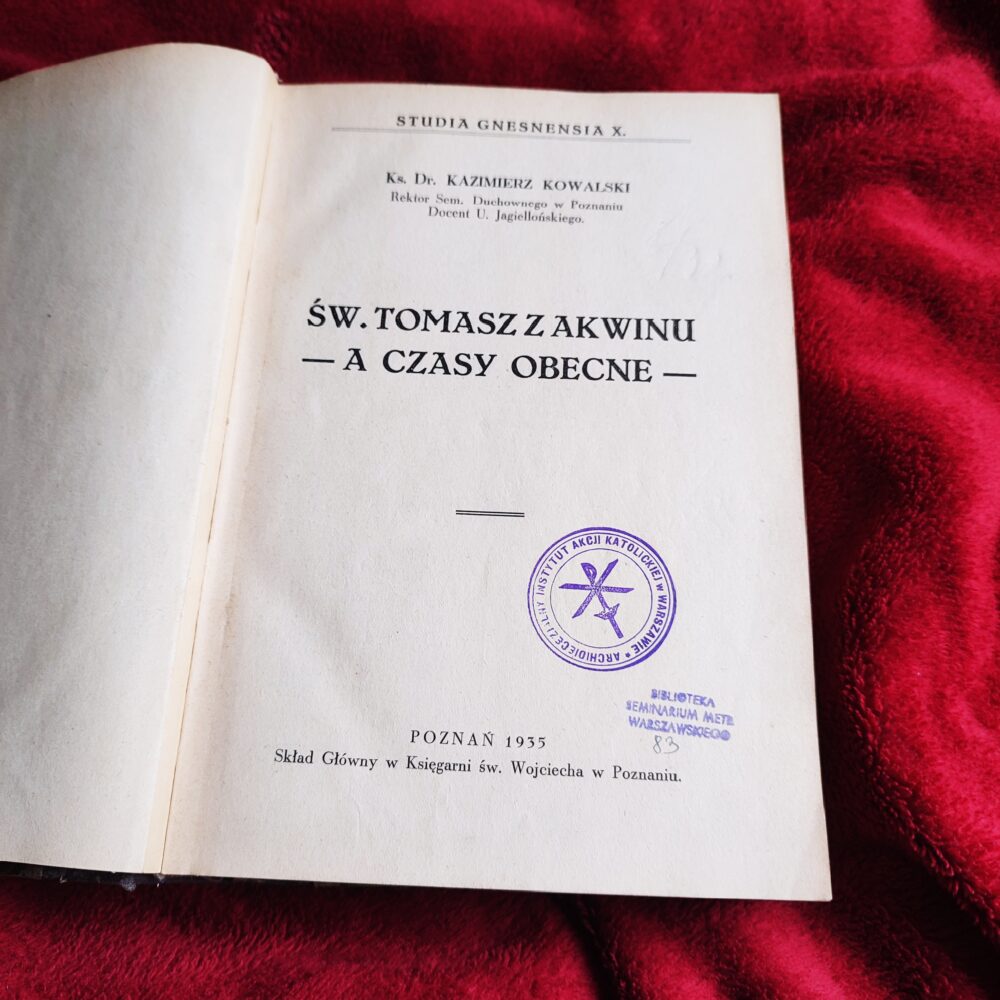 STUDIA GNESNENSIA X.
Ks. Dr. KAZIMIERZ KOWALSKI
Rektor Sem. Duchownego w Poznaniu
Docent U. Jagiellońskiego.
ŚW. TOMASZ Z AKWINU
— A CZASY OBECNE —
ARCHIDIECEZJALNY INSTYTUT AKCJI KATOLICKIEJ w WARSZAWIE *
BIBLIOTEKA
SEMINARIUM METR
WARSZAWSKIEGO
83
POZNAŃ 1935
Skład Główny w Księgarni św. Wojciecha w Poznaniu.